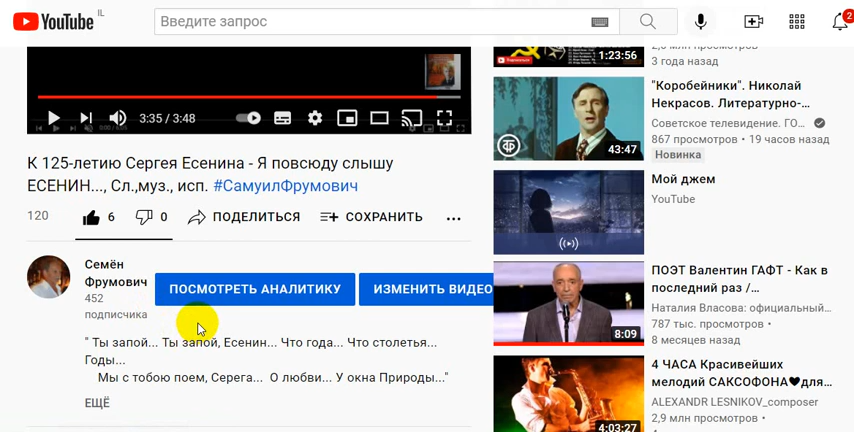 YouTube IL
Введите запрос
2
3:35 / 3:48
К 125-летию Сергея Есенина - Я повсюду слышу
ЕСЕНИН..., Сл.,муз., исп. #СамуилФрумович
120 6 0 ПОДЕЛИТЬСЯ СОХРАНИТЬ ...
Семён
Фрумович
452
подписчика
ПОСМОТРЕТЬ АНАЛИТИКУ
ИЗМЕНИТЬ ВИДЕО
" Ты запой... Ты запой, Есенин... Что года... Что столетья...
Годы...
Мы с тобою поем, Серега... О любви... У окна Природы..."
ЕЩЁ
1:23:56
3 года назад
43:47
"Коробейники". Николай
Некрасов. Литературно-...
Советское телевидение. ГО...
867 просмотров • 19 часов назад
Новинка
Мой джем
YouTube
8:09
ПОЭТ Валентин ГАФТ - Как в
последний раз /...
Наталия Власова: официальный...
787 тыс. просмотров •
8 месяцев назад
4:03:27
4 ЧАСА Красивейших
мелодий САКСОФОНА🖤для...
ALEXANDR LESNIKOV_composer
2,9 млн просмотров •